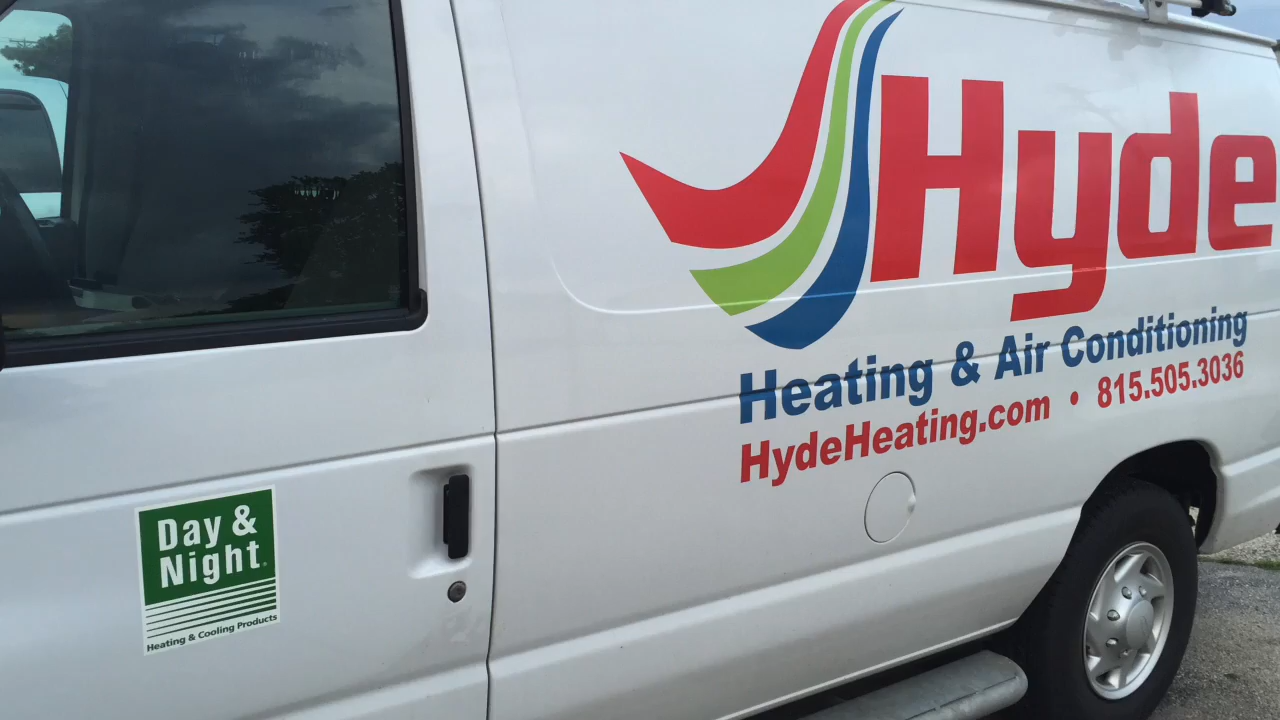 Hyde
Heating & Air Conditioning
HydeHeating.com • 815.505.3036
Day &
Night®
Heating & Cooling Products